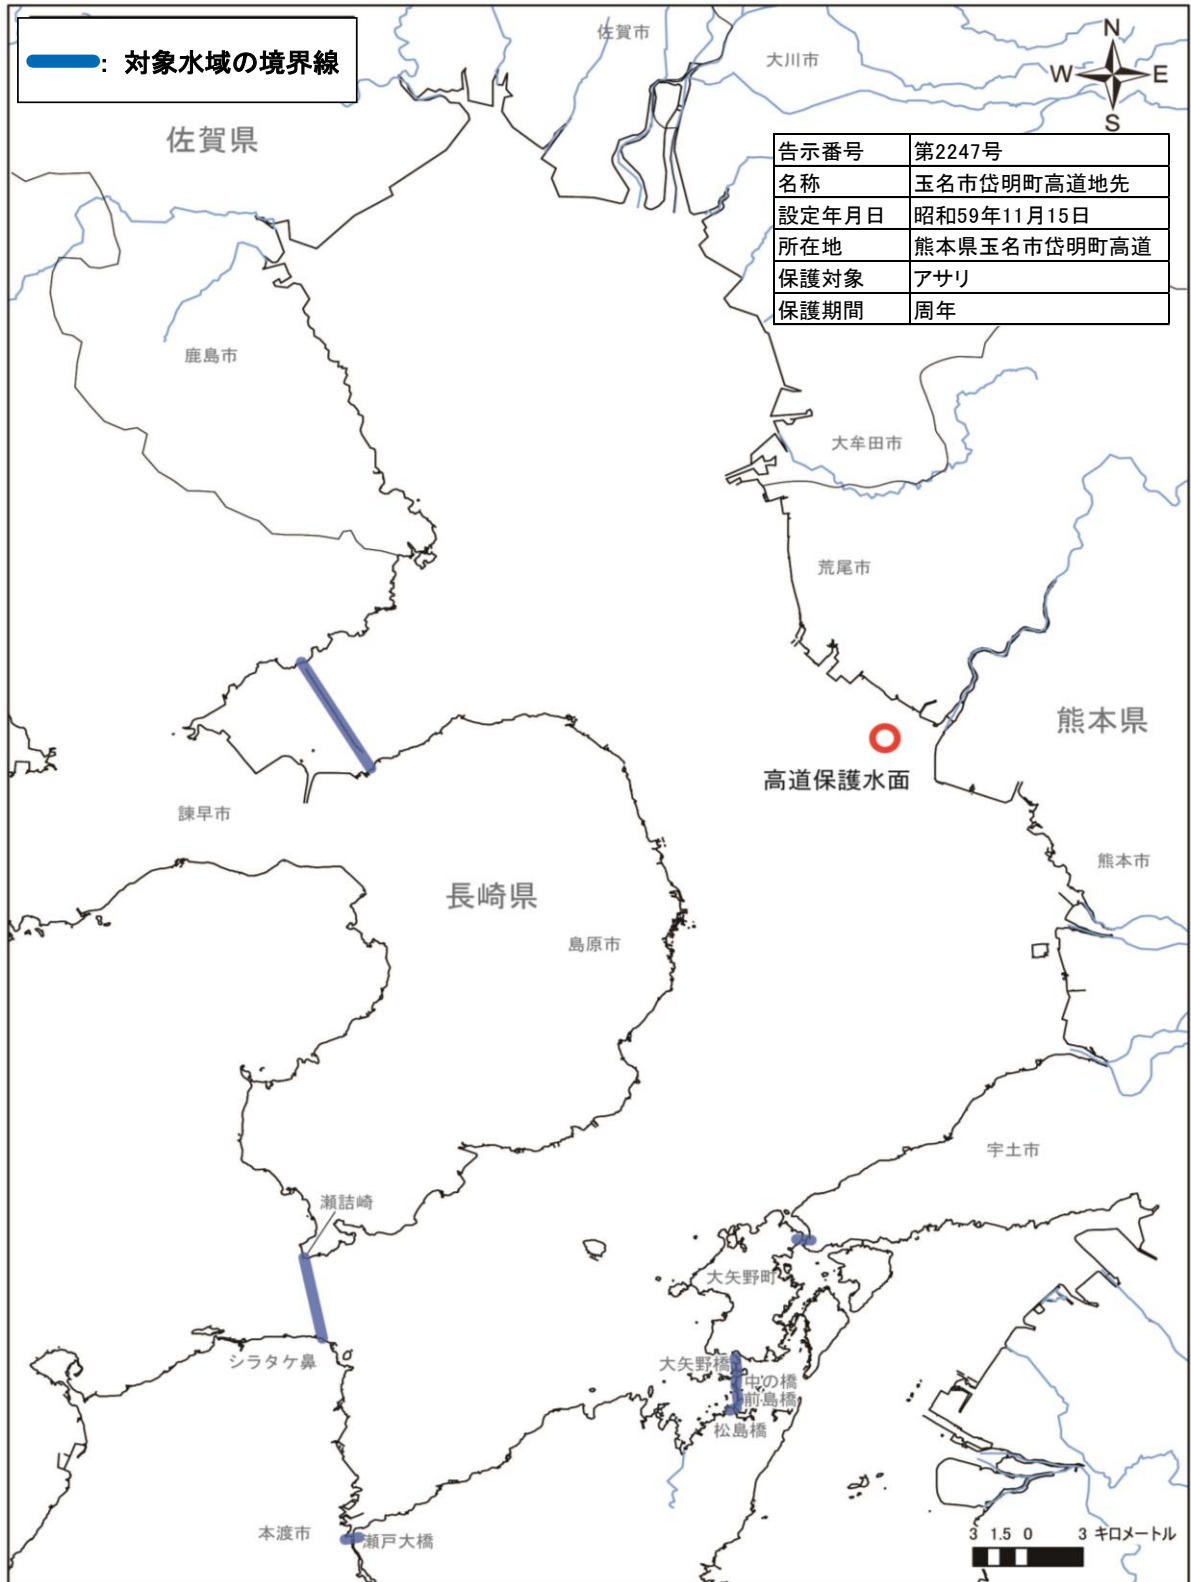 : 対象水域の境界線
佐賀市
大川市
N
W
E
S
佐賀県
告示番号 第2247号
名称 玉名市岱明町高道地先
設定年月日 昭和59年11月15日
所在地 熊本県玉名市岱明町高道
保護対象 アサリ
保護期間 周年
鹿島市
大牟田市
荒尾市
熊本県
高道保護水面
諫早市
熊本市
長崎県
島原市
宇土市
瀬詰崎
大矢野町
シラタケ鼻
大矢野橋
中の橋
前島橋
松島橋
本渡市
瀬戸大橋
3 1.5 0 3 キロメートル